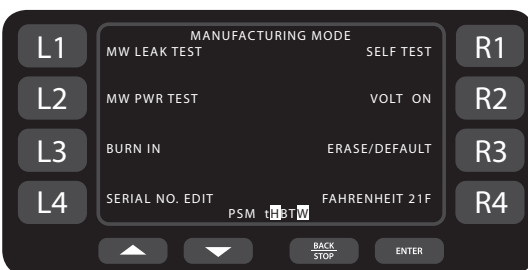 MANUFACTURING MODE
L1 MW LEAK TEST SELF TEST R1
L2 MW PWR TEST VOLT ON R2
L3 BURN IN ERASE/DEFAULT R3
L4 SERIAL NO. EDIT FAHRENHEIT 21F R4
PSM tHBTW
BACK
STOP
ENTER